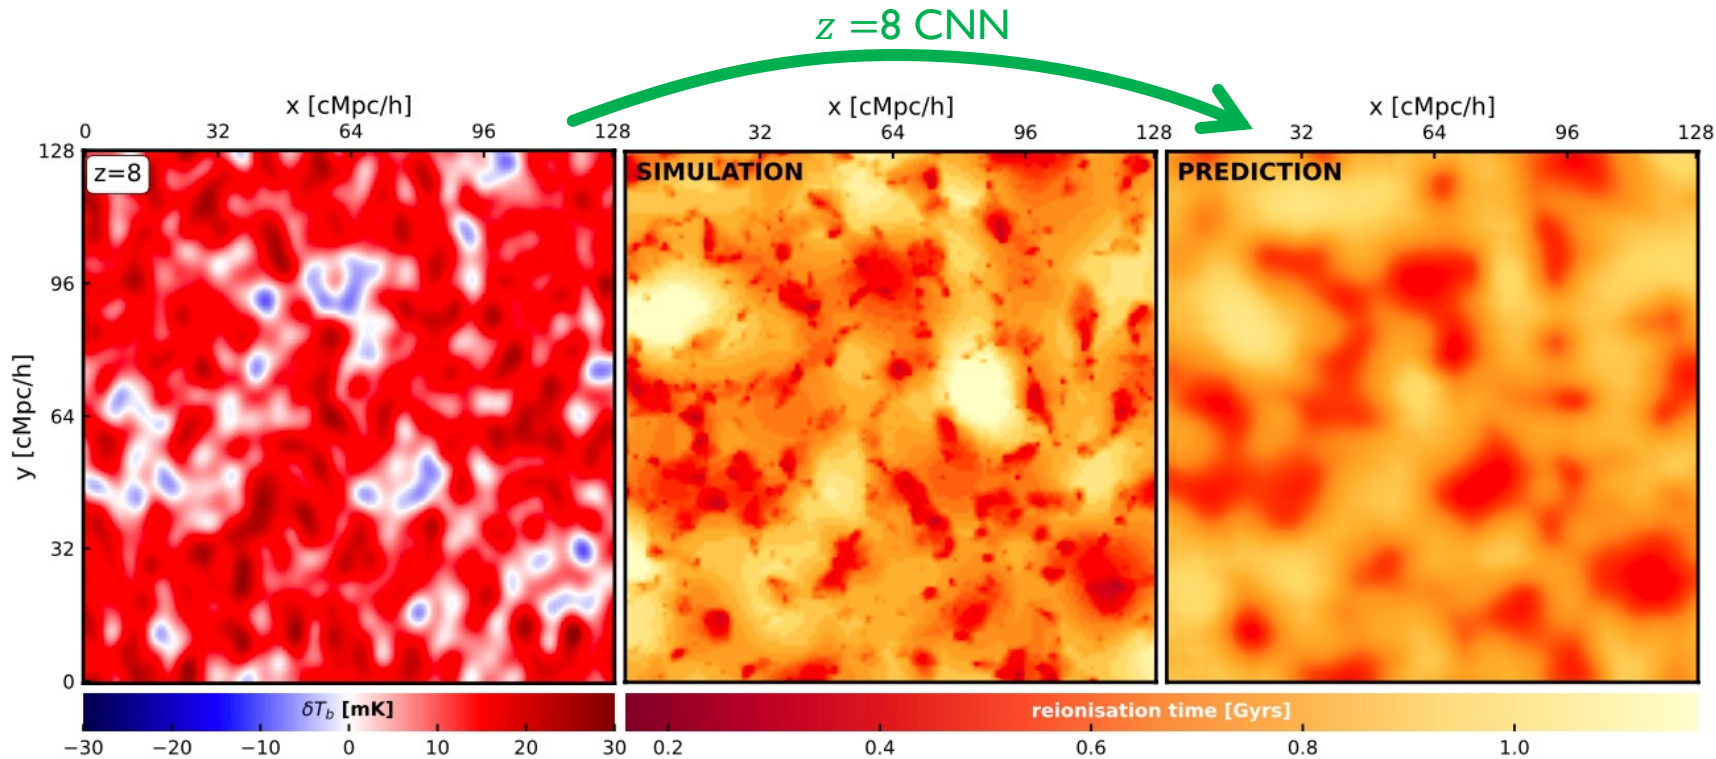 z =8 CNN
x [cMpc/h] x [cMpc/h] x [cMpc/h]
0 32 64 96 128 32 64 96 128 32 64 96 128
128
96
64
32
0
y [cMpc/h]
z=8
SIMULATION
PREDICTION
δT_b [mK]
−30 −20 −10 0 10 20 30
reionisation time [Gyrs]
0.2 0.4 0.6 0.8 1.0